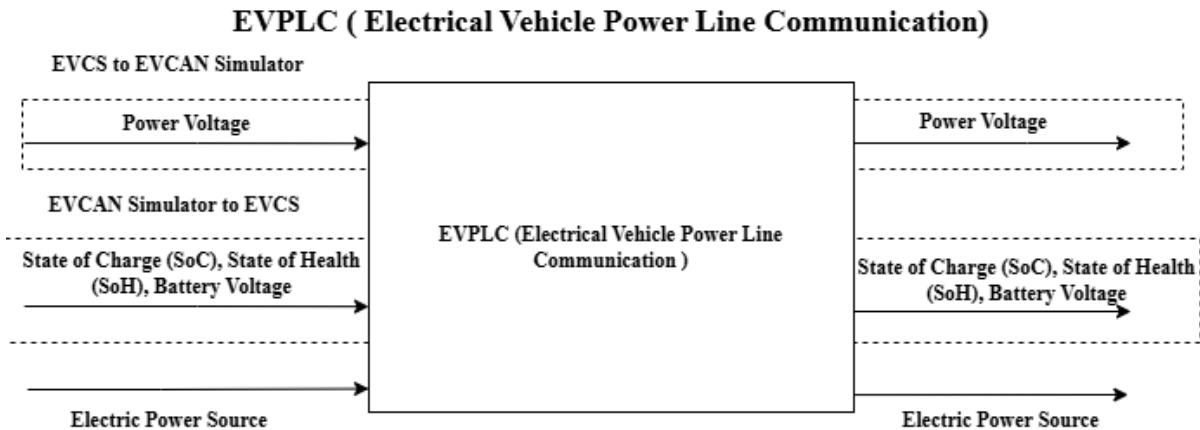 EVPLC ( Electrical Vehicle Power Line Communication)
EVCS to EVCAN Simulator
Power Voltage
Power Voltage
EVCAN Simulator to EVCS
EVPLC (Electrical Vehicle Power Line
Communication )
State of Charge (SoC), State of Health
(SoH), Battery Voltage
State of Charge (SoC), State of Health
(SoH), Battery Voltage
Electric Power Source
Electric Power Source